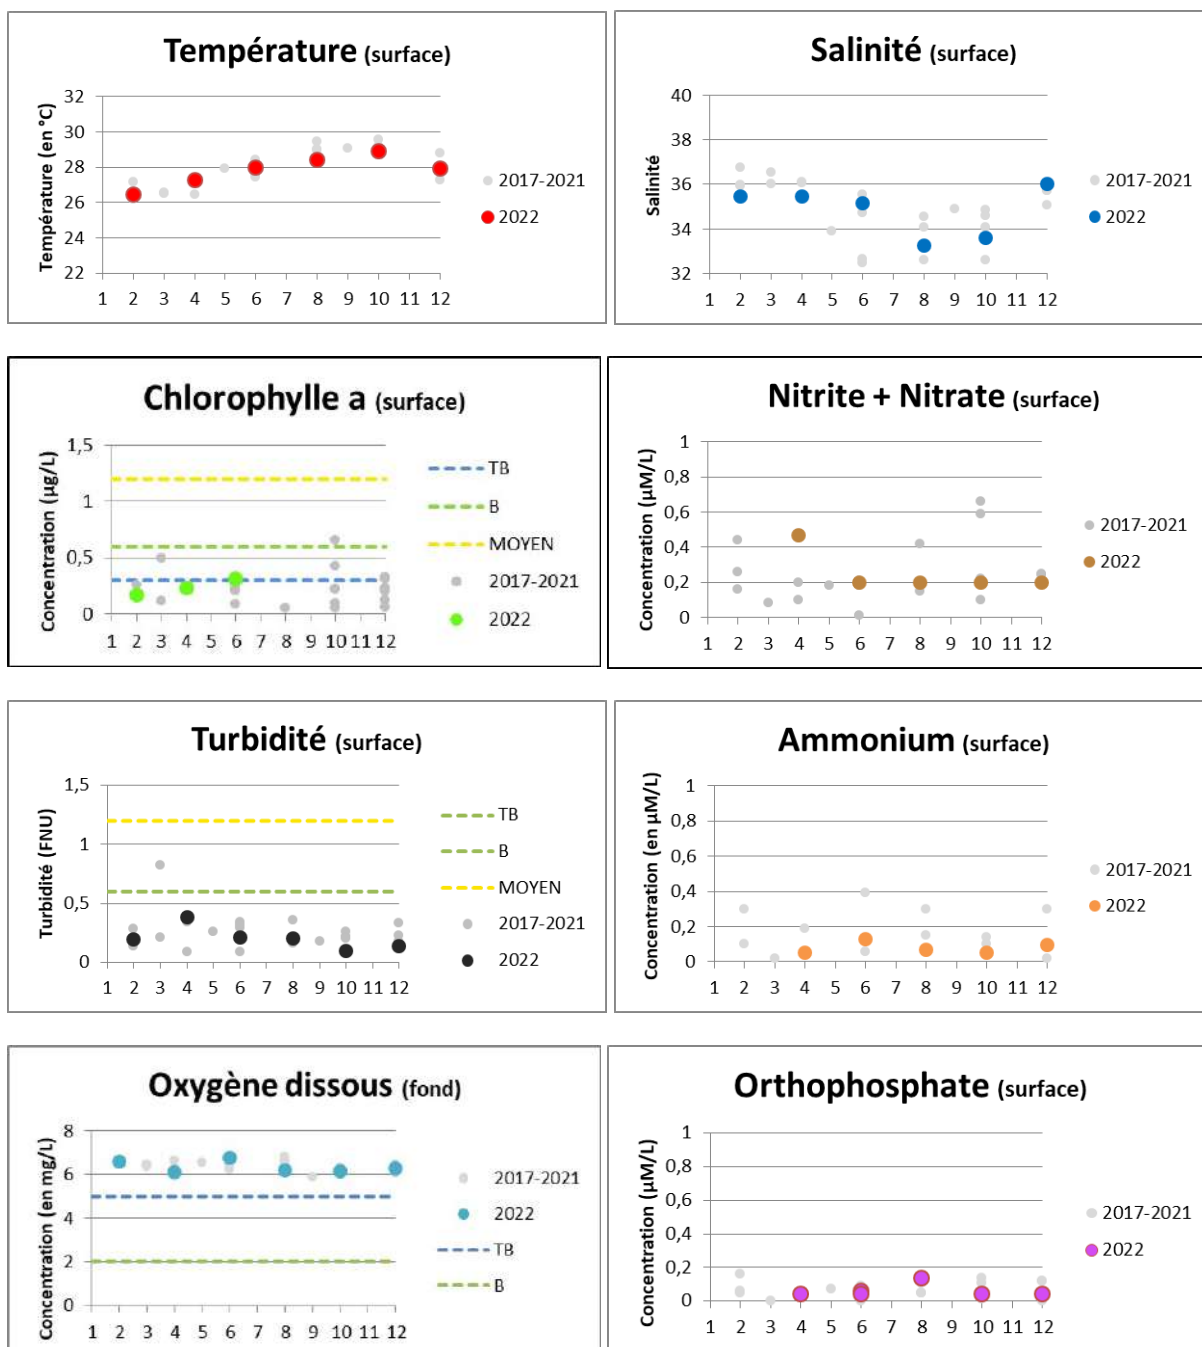 Température (surface)
Température (en °C)
32
30
28
26
24
22
1 2 3 4 5 6 7 8 9 10 11 12
2017-2021
2022
Salinité (surface)
Salinité
40
38
36
34
32
1 2 3 4 5 6 7 8 9 10 11 12
2017-2021
2022
Chlorophylle a (surface)
Concentration (µg/L)
1,5
1
0,5
0
1 2 3 4 5 6 7 8 9 10 11 12
TB
B
MOYEN
2017-2021
2022
Nitrite + Nitrate (surface)
Concentration (µM/L)
1
0,8
0,6
0,4
0,2
0
1 2 3 4 5 6 7 8 9 10 11 12
2017-2021
2022
Turbidité (surface)
Turbidité (FNU)
1,5
1
0,5
0
1 2 3 4 5 6 7 8 9 10 11 12
TB
B
MOYEN
2017-2021
2022
Ammonium (surface)
Concentration (en µM/L)
1
0,8
0,6
0,4
0,2
0
1 2 3 4 5 6 7 8 9 10 11 12
2017-2021
2022
Oxygène dissous (fond)
Concentration (en mg/L)
8
6
4
2
0
1 2 3 4 5 6 7 8 9 10 11 12
2017-2021
2022
TB
B
Orthophosphate (surface)
Concentration (µM/L)
1
0,8
0,6
0,4
0,2
0
1 2 3 4 5 6 7 8 9 10 11 12
2017-2021
2022